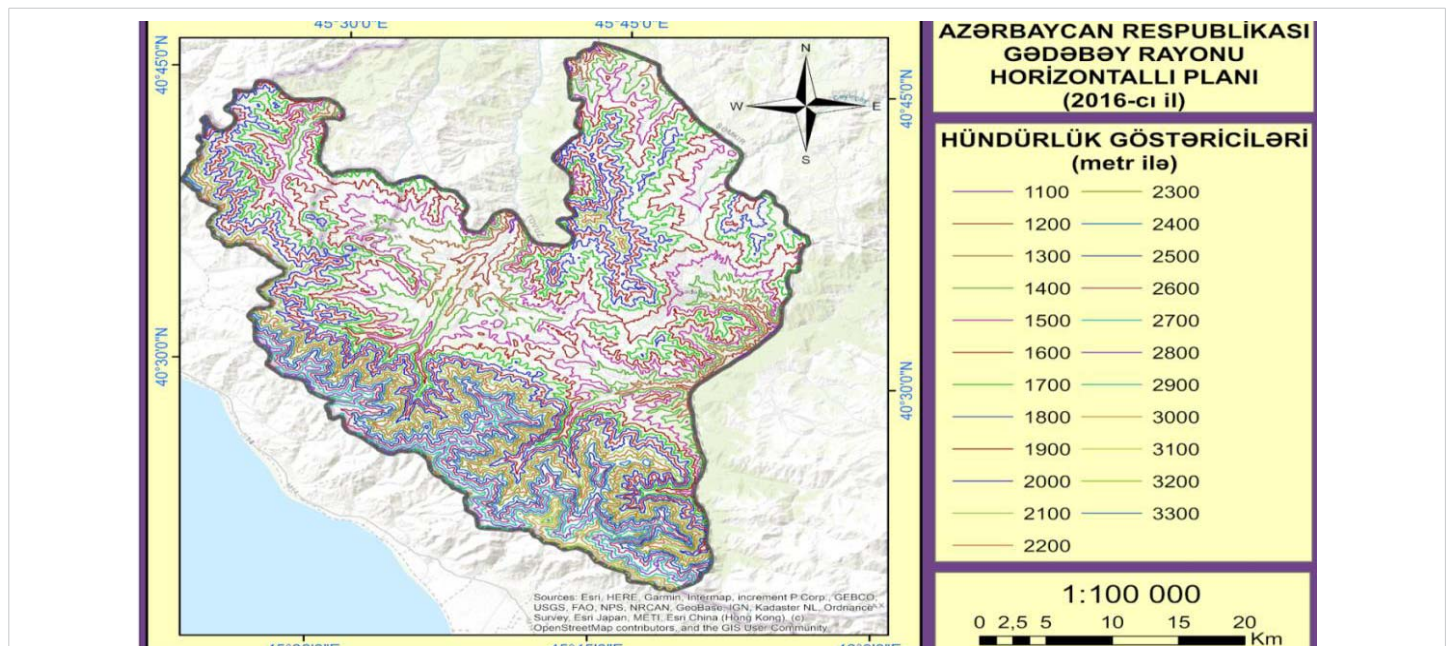 45°30'0"E
45°45'0"E
40°45'0"N
40°30'0"N
40°45'0"N
40°30'0"N
N
W
E
S
Sources: Esri, HERE, Garmin, Intermap, increment P Corp., GEBCO,
USGS, FAO, NPS, NRCAN, GeoBase, IGN, Kadaster NL, Ordnance
Survey, Esri Japan, METI, Esri China (Hong Kong), (c)
OpenStreetMap contributors, and the GIS User Community
AZƏRBAYCAN RESPUBLİKASI
GƏDƏBƏY RAYONU
HORİZONTALLI PLANI
(2016-cı il)
HÜNDÜRLÜK GÖSTƏRİCİLƏRİ
(metr ilə)
1100 2300
1200 2400
1300 2500
1400 2600
1500 2700
1600 2800
1700 2900
1800 3000
1900 3100
2000 3200
2100 3300
2200
1:100 000
0 2,5 5 10 15 20
Km